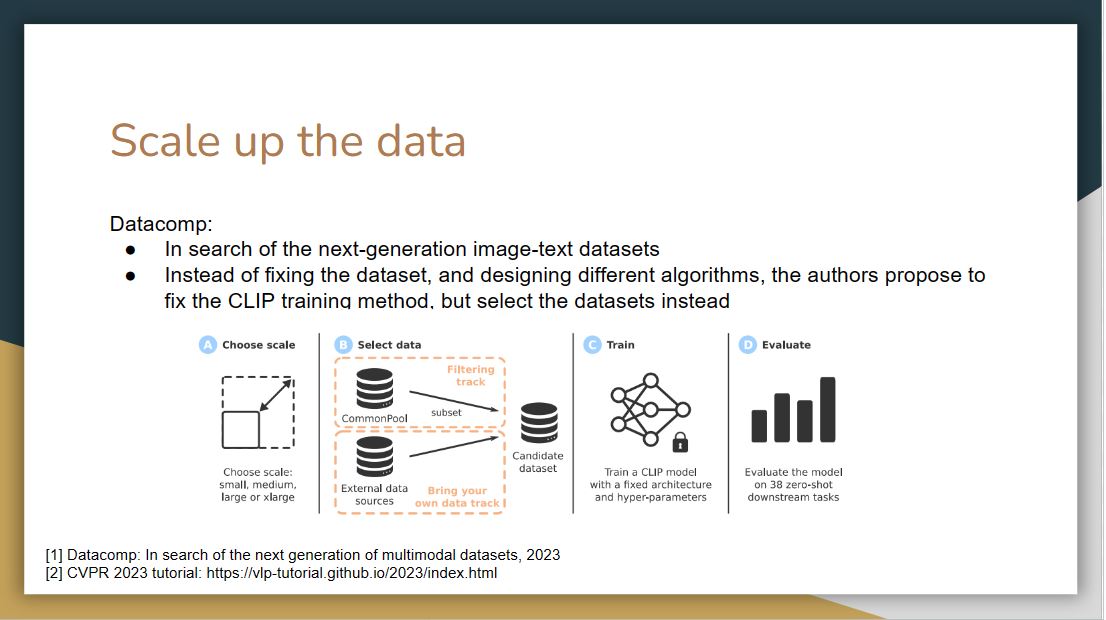 Scale up the data
Datacomp:
● In search of the next-generation image-text datasets
● Instead of fixing the dataset, and designing different algorithms, the authors propose to
fix the CLIP training method, but select the datasets instead
A Choose scale
Choose scale:
small, medium,
large or xlarge
B Select data
Filtering
track
CommonPool
subset
External data
sources
Bring your
own data track
Candidate
dataset
C Train
Train a CLIP model
with a fixed architecture
and hyper-parameters
D Evaluate
Evaluate the model
on 38 zero-shot
downstream tasks
[1] Datacomp: In search of the next generation of multimodal datasets, 2023
[2] CVPR 2023 tutorial: https://vlp-tutorial.github.io/2023/index.html